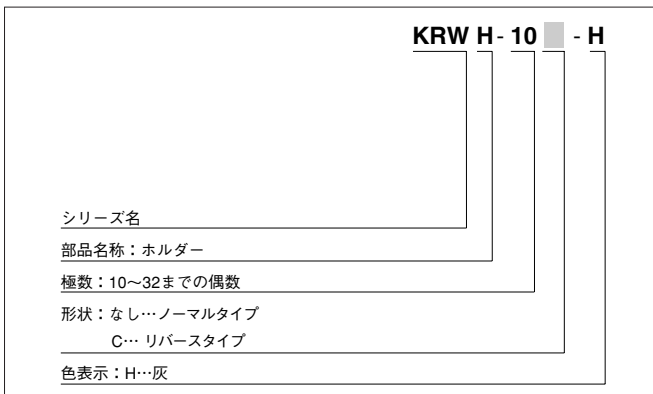 KRW H - 10 - H
シリーズ名
部品名称：ホルダー
極数：10〜32までの偶数
形状：なし…ノーマルタイプ
C… リバースタイプ
色表示：H…灰